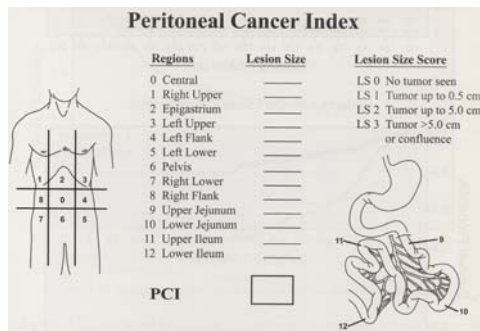 Peritoneal Cancer Index
Regions Lesion Size
0 Central
1 Right Upper
2 Epigastrium
3 Left Upper
4 Left Flank
5 Left Lower
6 Pelvis
7 Right Lower
8 Right Flank
9 Upper Jejunum
10 Lower Jejunum
11 Upper Ileum
12 Lower Ileum
PCI
Lesion Size Score
LS 0 No tumor seen
LS 1 Tumor up to 0.5 cm
LS 2 Tumor up to 5.0 cm
LS 3 Tumor >5.0 cm
or confluence
1 2 3
8 0 4
7 6 5
11 9
10
12